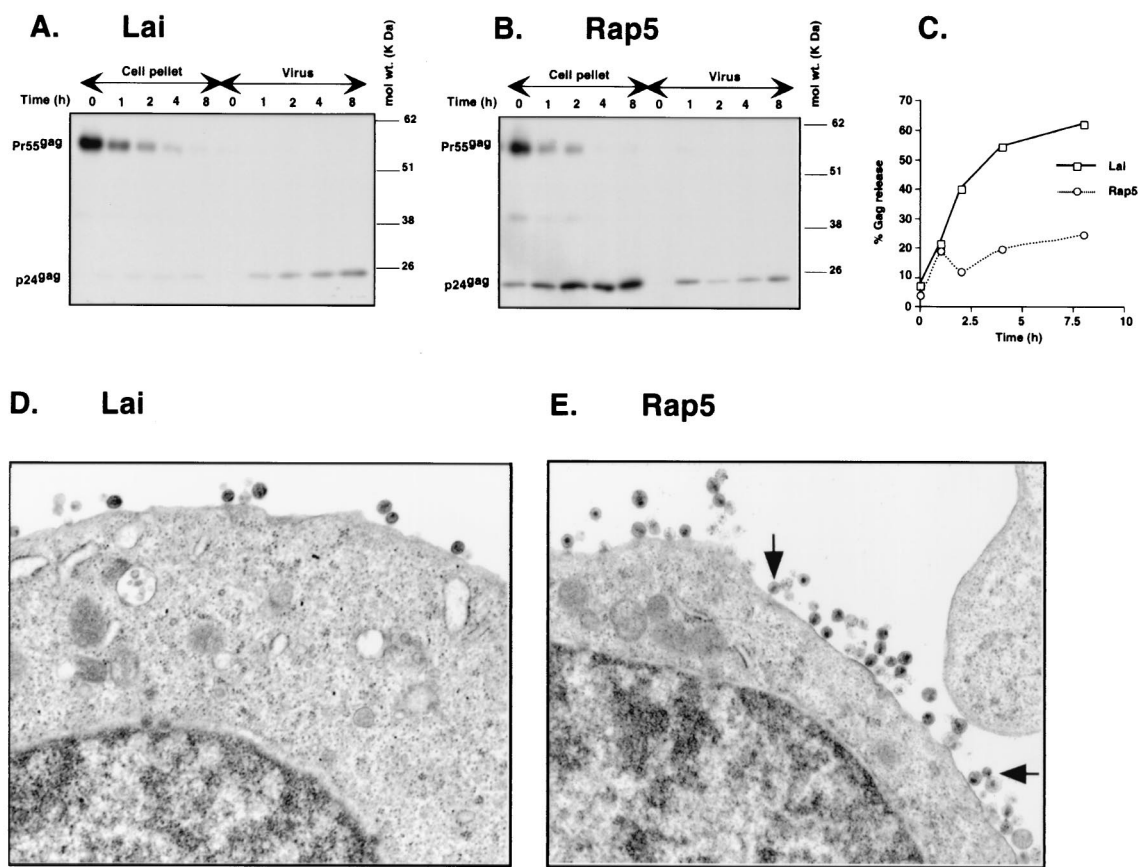 A. Lai
Cell pellet Virus
Time (h) 0 1 2 4 8 0 1 2 4 8
mol wt. (K Da)
Pr55gag
p24gag
62
51
38
26
B. Rap5
Cell pellet Virus
Time (h) 0 1 2 4 8 0 1 2 4 8
mol wt. (K Da)
Pr55gag
p24gag
62
51
38
26
C.
% Gag release
70
60
50
40
30
20
10
0
0 2.5 5 7.5 10
Time (h)
Lai
Rap5
D. Lai
E. Rap5